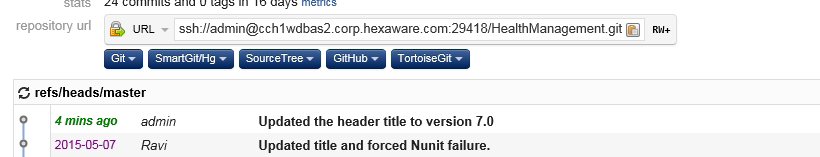 stats 24 commits and 0 tags in 16 days metrics
repository url URL ssh://admin@cch1wdbas2.corp.hexaware.com:29418/HealthManagement.git RW+
Git SmartGit/Hg SourceTree GitHub TortoiseGit
refs/heads/master
4 mins ago admin Updated the header title to version 7.0
2015-05-07 Ravi Updated title and forced Nunit failure.